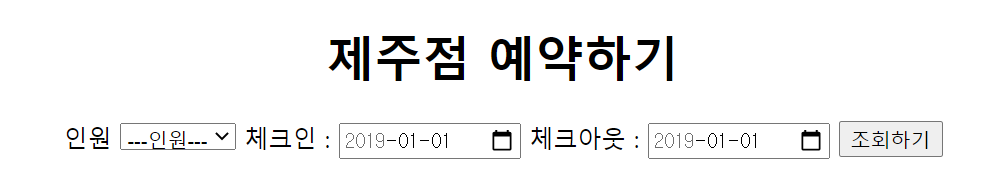 제주점 예약하기
인원 ---인원--- 체크인 : 2019-01-01 체크아웃 : 2019-01-01 조회하기